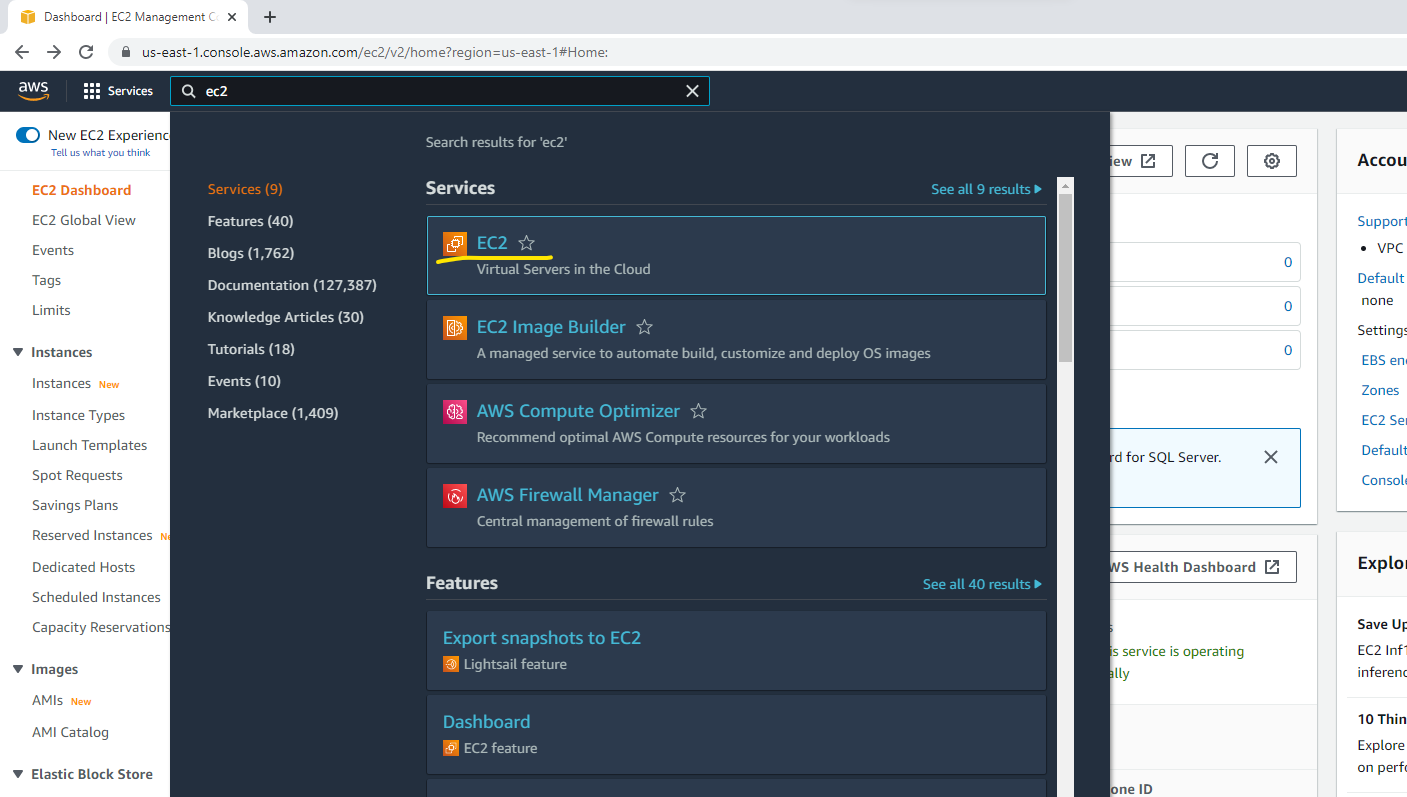 Dashboard | EC2 Management C
us-east-1.console.aws.amazon.com/ec2/v2/home?region=us-east-1#Home:
aws
Services
ec2
New EC2 Experience
Tell us what you think
EC2 Dashboard
EC2 Global View
Events
Tags
Limits
Instances
Instances New
Instance Types
Launch Templates
Spot Requests
Savings Plans
Reserved Instances Ne
Dedicated Hosts
Scheduled Instances
Capacity Reservations
Images
AMIs New
AMI Catalog
Elastic Block Store
Search results for 'ec2'
Services (9)
Features (40)
Blogs (1,762)
Documentation (127,387)
Knowledge Articles (30)
Tutorials (18)
Events (10)
Marketplace (1,409)
Services
See all 9 results
EC2
Virtual Servers in the Cloud
EC2 Image Builder
A managed service to automate build, customize and deploy OS images
AWS Compute Optimizer
Recommend optimal AWS Compute resources for your workloads
AWS Firewall Manager
Central management of firewall rules
Features
See all 40 results
Export snapshots to EC2
Lightsail feature
Dashboard
EC2 feature
iew
0
0
0
rd for SQL Server.
WS Health Dashboard
s
is service is operating
ally
one ID
Accou
Support
VPC
Default
none
Settings
EBS en
Zones
EC2 Se
Default
Console
Explo
Save Up
EC2 Inf1
inferenc
10 Thin
Explore
on perfo